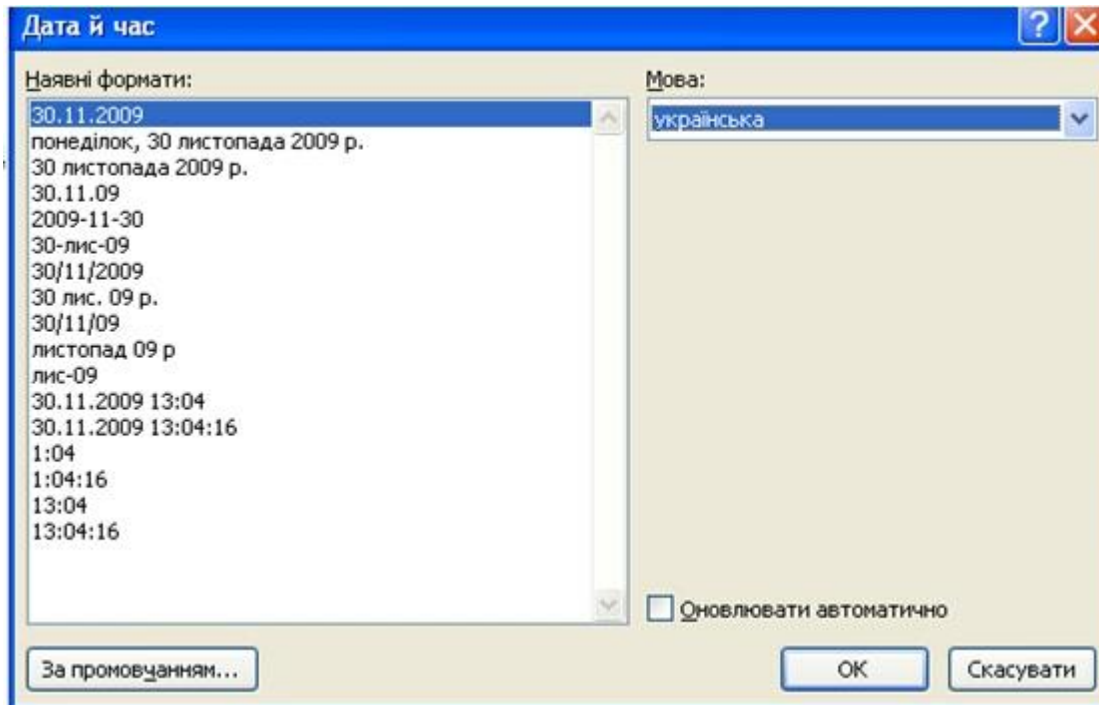 Дата й час
Наявні формати:
30.11.2009
понеділок, 30 листопада 2009 р.
30 листопада 2009 р.
30.11.09
2009-11-30
30-лис-09
30/11/2009
30 лис. 09 р.
30/11/09
листопад 09 р
лис-09
30.11.2009 13:04
30.11.2009 13:04:16
1:04
1:04:16
13:04
13:04:16
Мова:
українська
Оновлювати автоматично
За промовчанням...
ОК
Скасувати